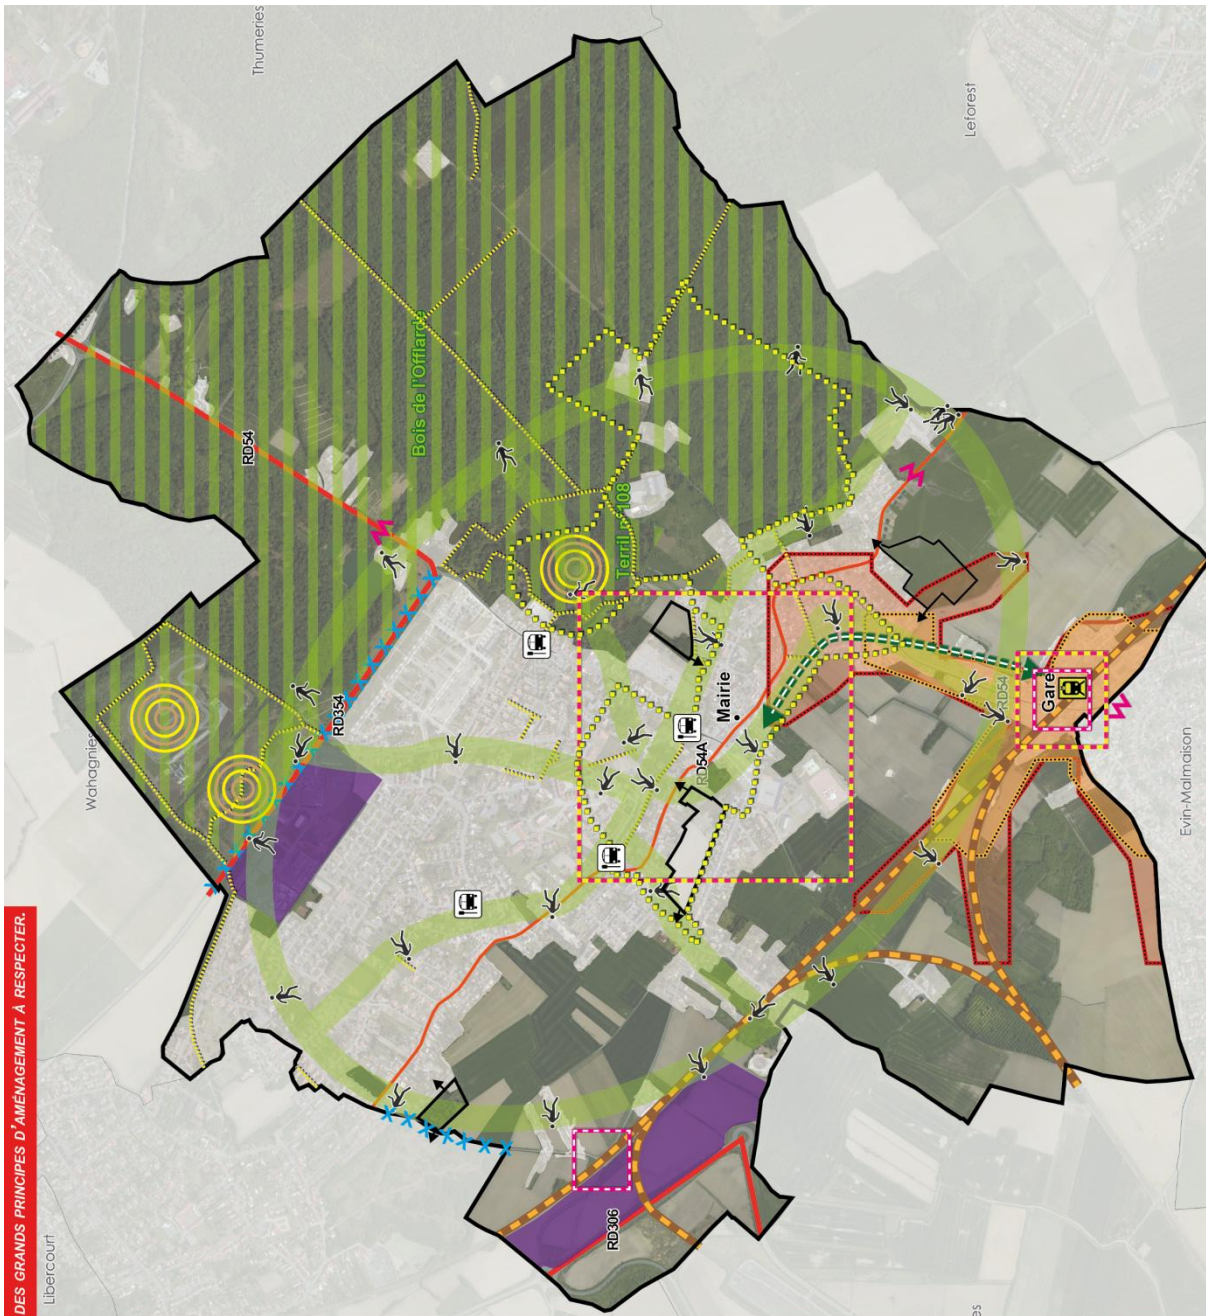 DES GRANDS PRINCIPES D'AMÉNAGEMENT À RESPECTER.
Libercourt
Wahagnies
Thumeries
Leforest
Evin-Malmaison
es
RD54
RD354
Bois de l'Offlarde
Terril n°108
Mairie
RD54A
RD54
Gare
RD306